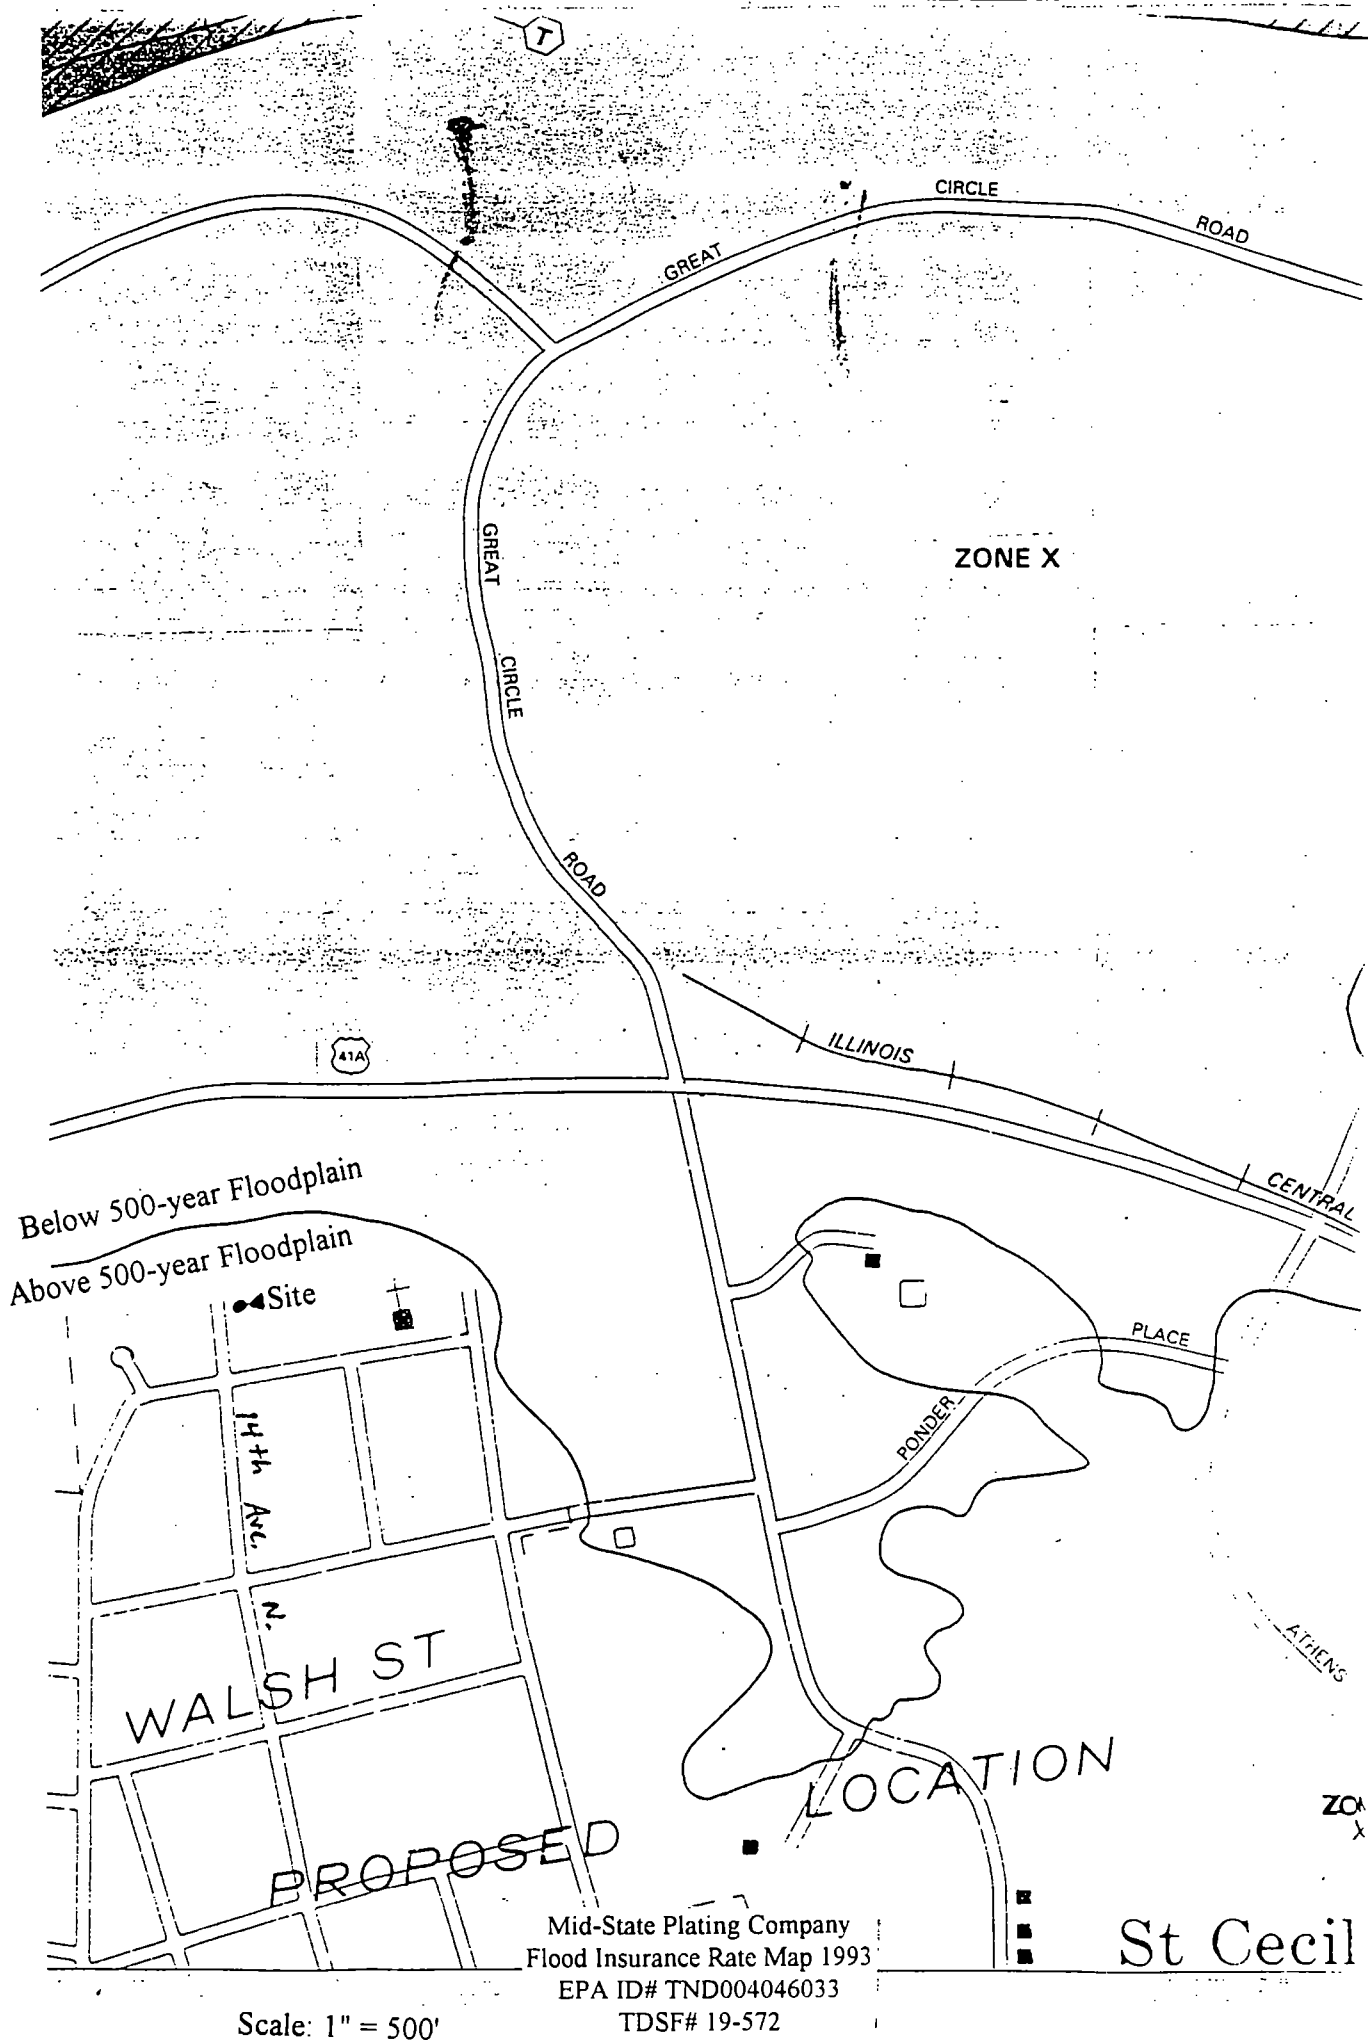 T
CIRCLE
GREAT
ROAD
GREAT
ZONE X
CIRCLE
ROAD
41A
ILLINOIS
CENTRAL
Below 500-year Floodplain
Above 500-year Floodplain
Site
PLACE
PONDER
14th Ave. N.
ATHENS
WALSH ST
LOCATION
ZON
X
PROPOSED
Mid-State Plating Company
Flood Insurance Rate Map 1993
EPA ID# TND004046033
TDSF# 19-572
St Cecil
Scale: 1" = 500'